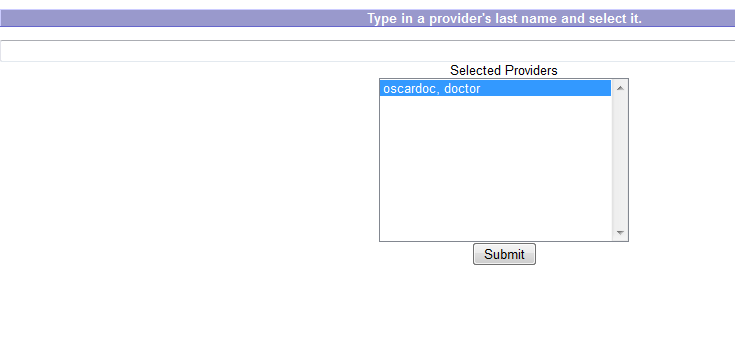 Type in a provider's last name and select it.
Selected Providers
oscardoc, doctor
Submit